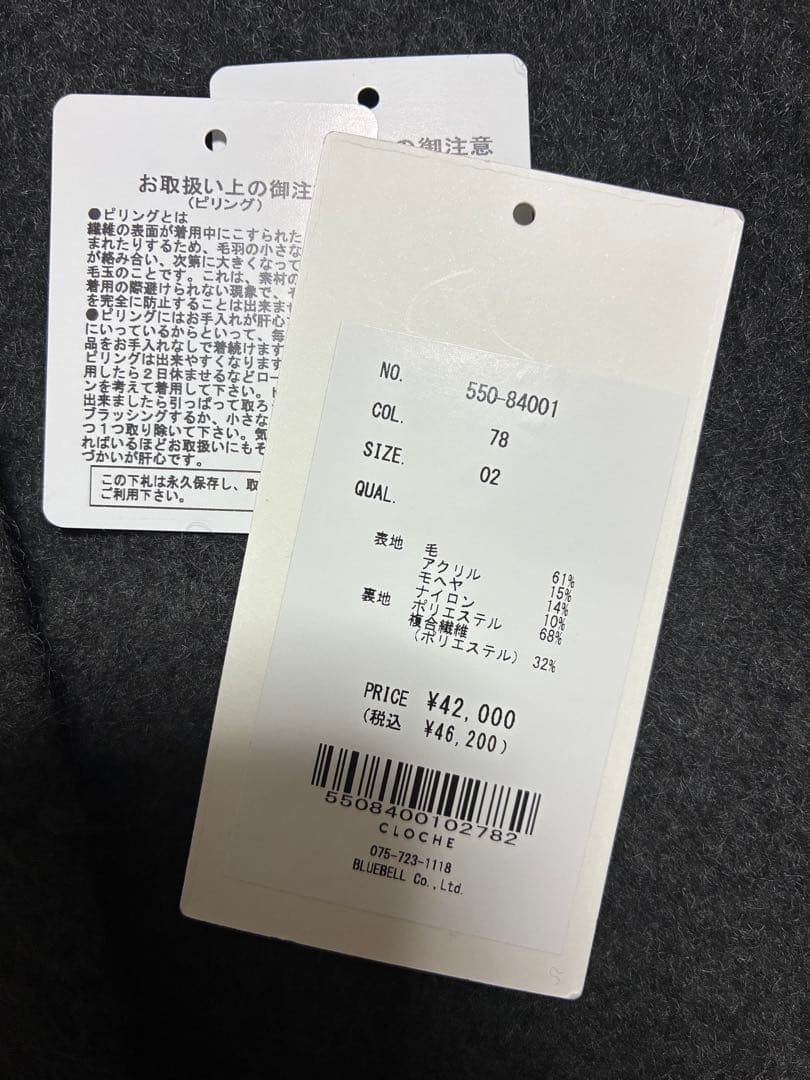 の御注意
お取扱い上の御注
(ピリング)
●ピリングとは
繊維の表面が着用中にこすられた
まれたりするため、毛羽の小さな
が絡み合い、次第に大きくなって
毛玉のことです。これは、素材の
着用の際避けられない現象で、そ
を完全に防止することは出来ませ
●ピリングにはお手入れが肝心
にいっているからといって、毎
品をお手入れなしで着続けます
ピリングは出来やすくなります
用したら2日休ませるなどロー
ンを考えて着用して下さい。
出来ましたら引っぱって取ろ
ブラッシングするか、小さな
つ1つ取り除いて下さい。気
ればいるほどお取扱いにもそ
づかいが肝心です。
この下札は永久保存し、取
ご利用下さい。
NO. 550-84001
COL. 78
SIZE. 02
QUAL.
表地 毛 61%
アクリル 15%
モヘヤ 14%
ナイロン 10%
裏地 ポリエステル 68%
複合繊維
(ポリエステル) 32%
PRICE ¥42,000
(税込 ¥46,200)
5508400102782
CLOCHE
075-723-1118
BLUEBELL Co.,Ltd.